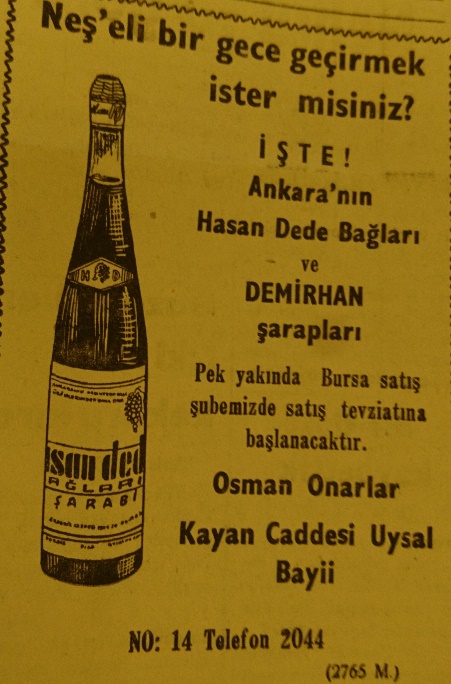 Neş'eli bir gece geçirmek
ister misiniz?
İŞTE!
Ankara'nın
Hasan Dede Bağları
ve
DEMİRHAN
şarapları
Pek yakında Bursa satış
şubemizde satış tevziatına
başlanacaktır.
Osman Onarlar
Kayan Caddesi Uysal
Bayii
NO: 14 Telefon 2044
(2765 M.)
H D
san ded
AĞLARI
ŞARABI